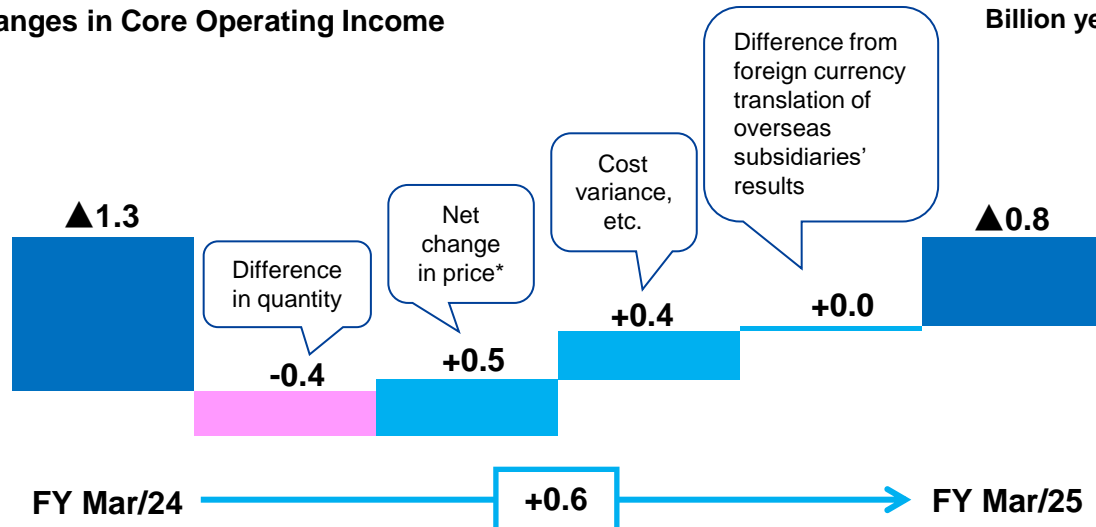 anges in Core Operating Income
Billion ye
Difference from
foreign currency
translation of
overseas
subsidiaries’
results
Cost
variance,
etc.
Net
change
in price*
Difference
in quantity
▲1.3
-0.4
+0.5
+0.4
+0.0
▲0.8
FY Mar/24
+0.6
FY Mar/25